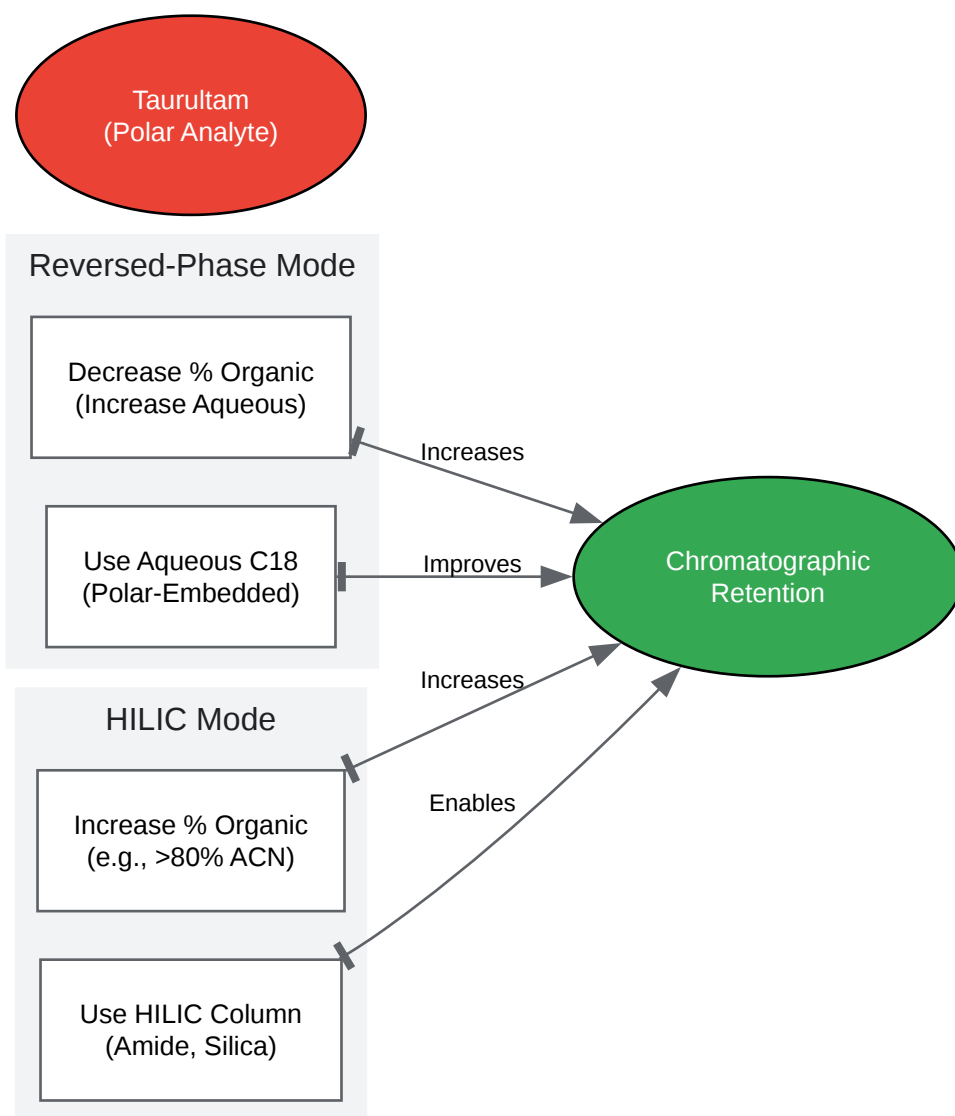 Taurultam
(Polar Analyte)
Reversed-Phase Mode
Decrease % Organic
(Increase Aqueous)
Increases
Use Aqueous C18
(Polar-Embedded)
Improves
Chromatographic
Retention
Increases
HILIC Mode
Increase % Organic
(e.g., >80% ACN)
Enables
Use HILIC Column
(Amide, Silica)